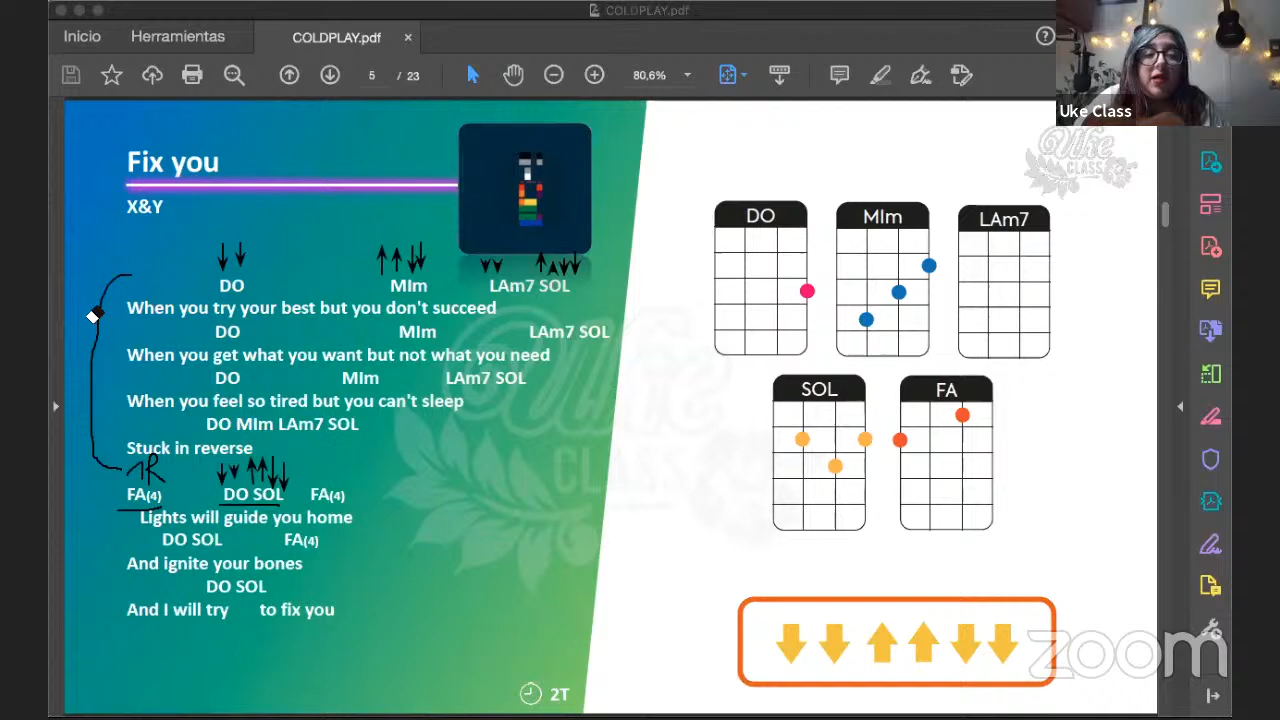 COLDPLAY.pdf
Inicio
Herramientas
COLDPLAY.pdf
5 / 23
80,6%
Uke Class
Fix you
X&Y
DO MIm LAm7 SOL
When you try your best but you don't succeed
DO MIm LAm7 SOL
When you get what you want but not what you need
DO MIm LAm7 SOL
When you feel so tired but you can't sleep
DO MIm LAm7 SOL
Stuck in reverse
1R
FA(4) DO SOL FA(4)
Lights will guide you home
DO SOL FA(4)
And ignite your bones
DO SOL
And I will try to fix you
2T
Uke
CLASS
DO
MIm
LAm7
SOL
FA
zoom